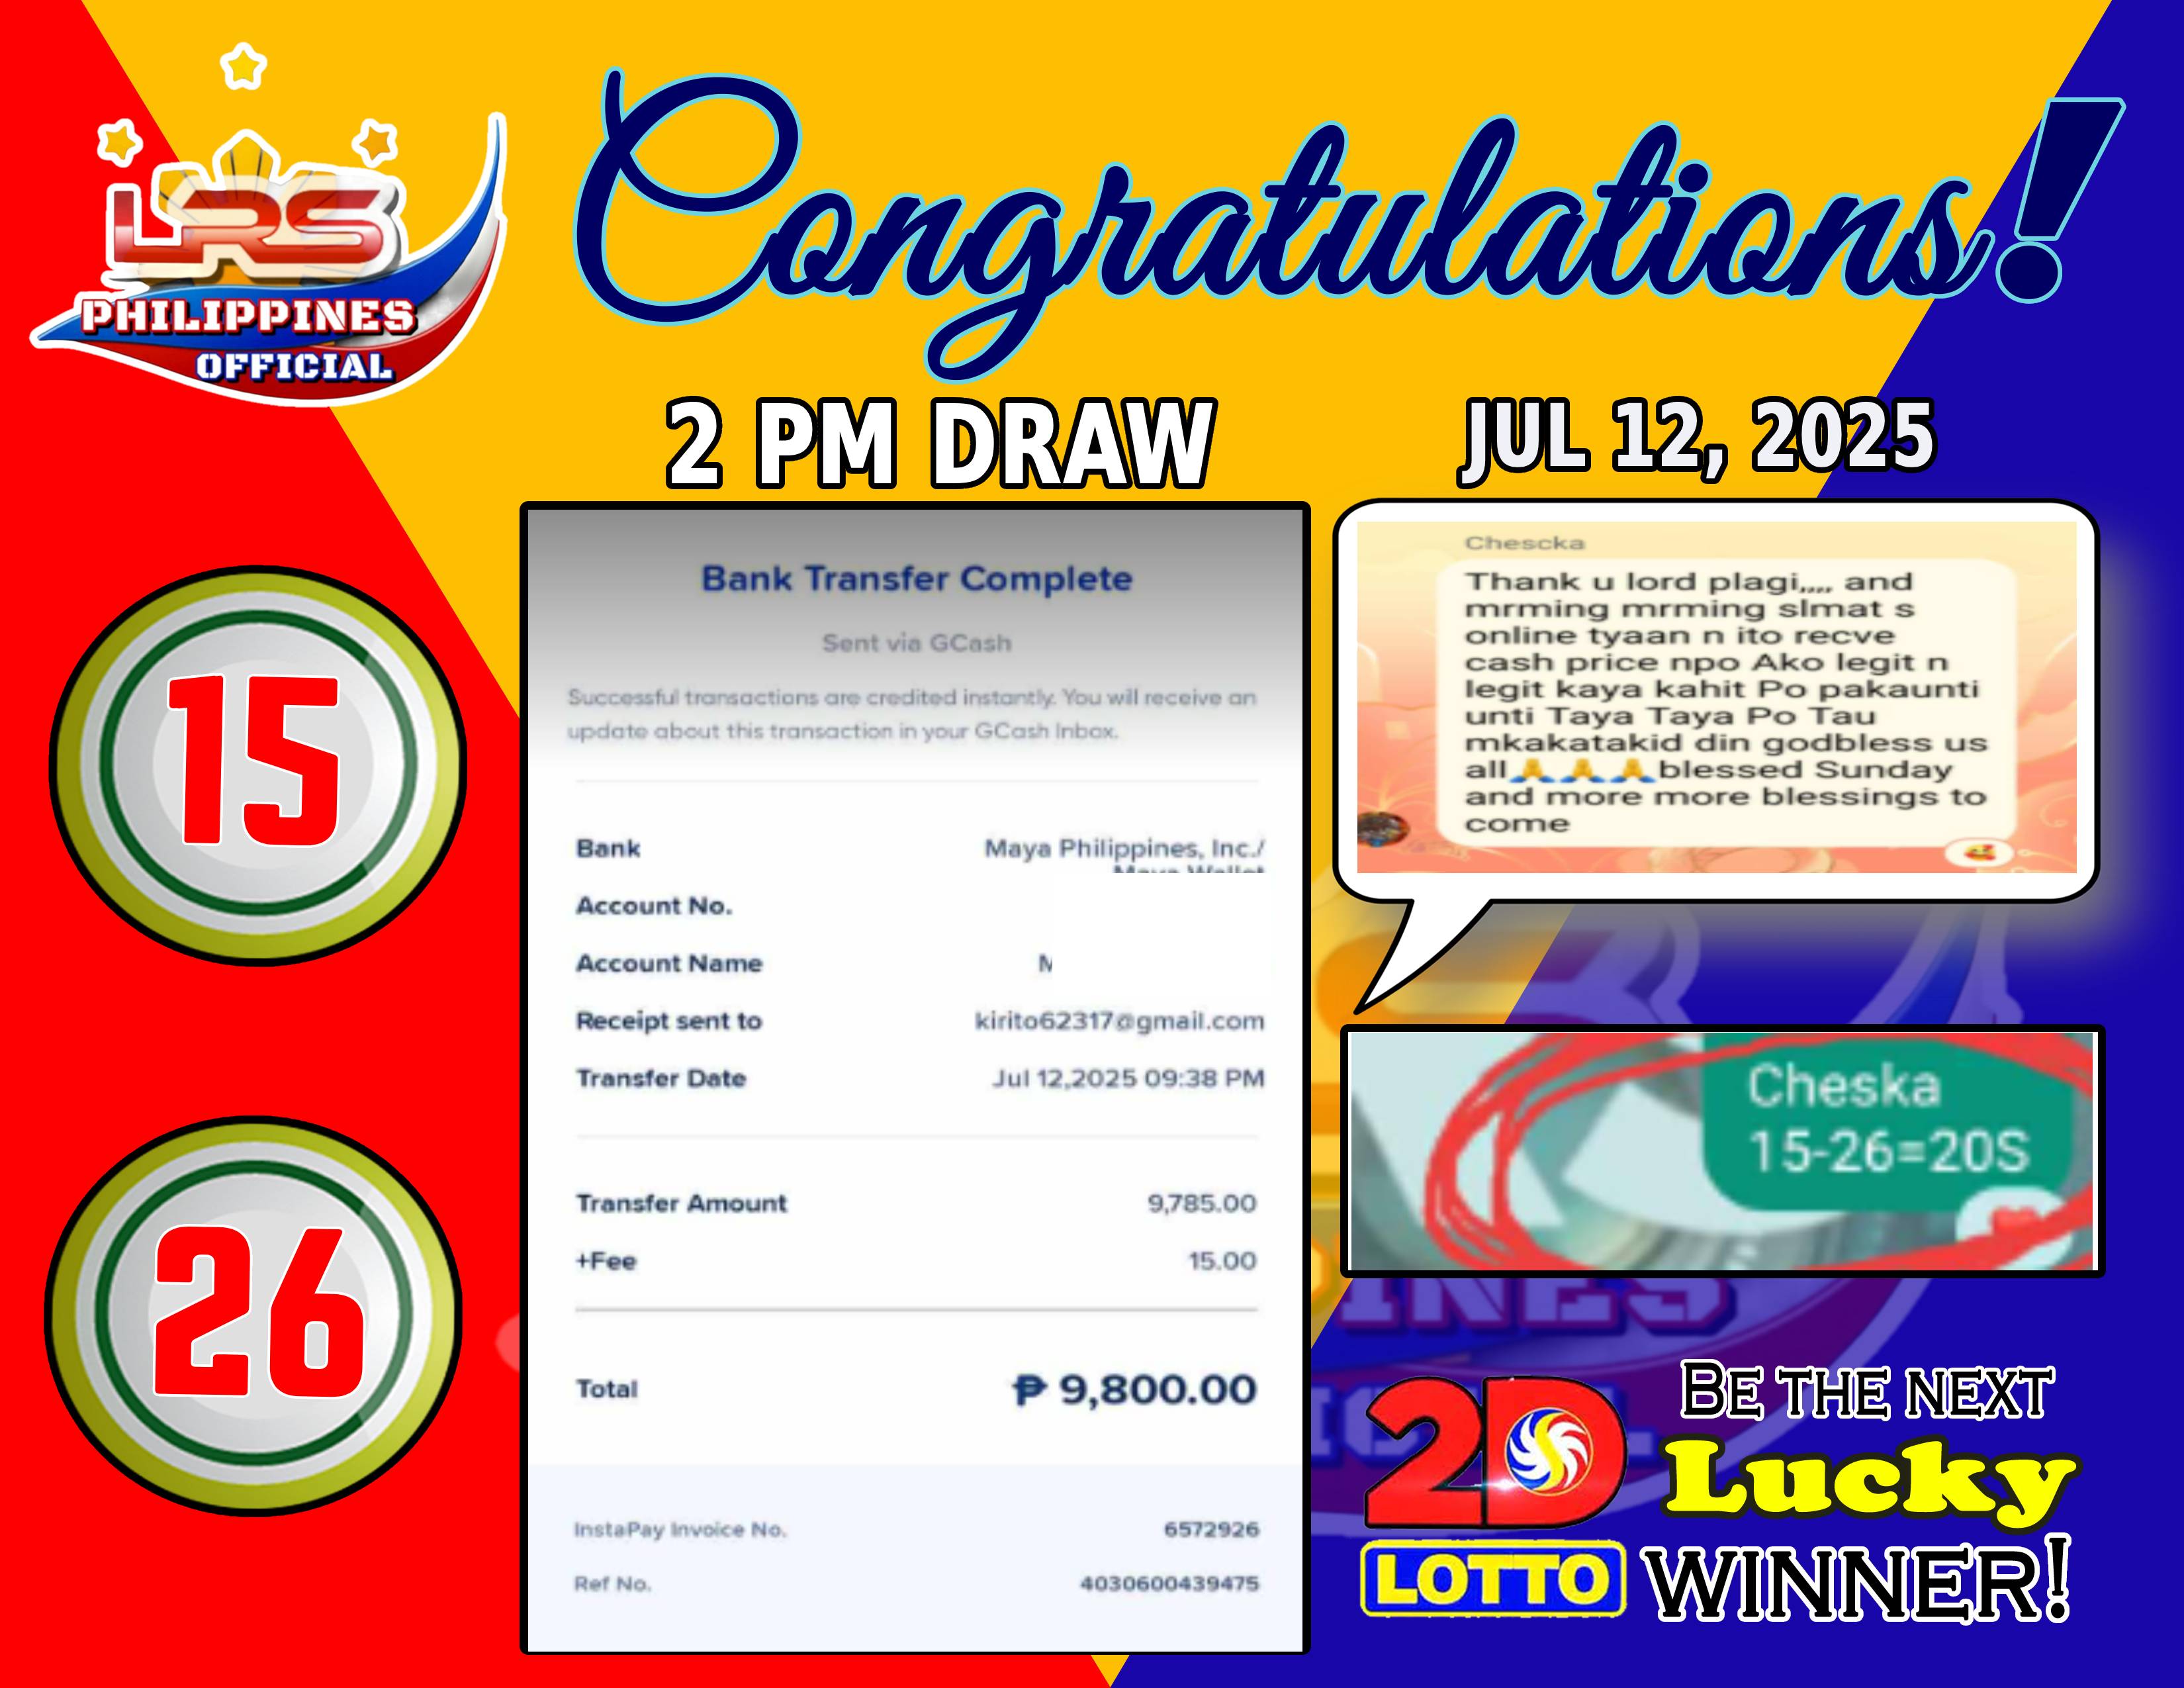 LRS
PHILIPPINES
OFFICIAL
Congratulations!
2 PM DRAW
JUL 12, 2025
15
26
Bank Transfer Complete
Sent via GCash
Successful transactions are credited instantly. You will receive an
update about this transaction in your GCash Inbox.
Bank Maya Philippines, Inc./
Maya Wallet
Account No.
Account Name M
Receipt sent to kirito62317@gmail.com
Transfer Date Jul 12,2025 09:38 PM
Transfer Amount 9,785.00
+Fee 15.00
Total ₱ 9,800.00
InstaPay Invoice No. 6572926
Ref No. 4030600439475
Chescka
Thank u lord plagi,,,, and
mrming mrming slmat s
online tyaan n ito recve
cash price npo Ako legit n
legit kaya kahit Po pakaunti
unti Taya Taya Po Tau
mkakatakid din godbless us
all🙏🙏🙏blessed Sunday
and more more blessings to
come
Cheska
15-26=20S
2D
LOTTO
BE THE NEXT
Lucky
WINNER!